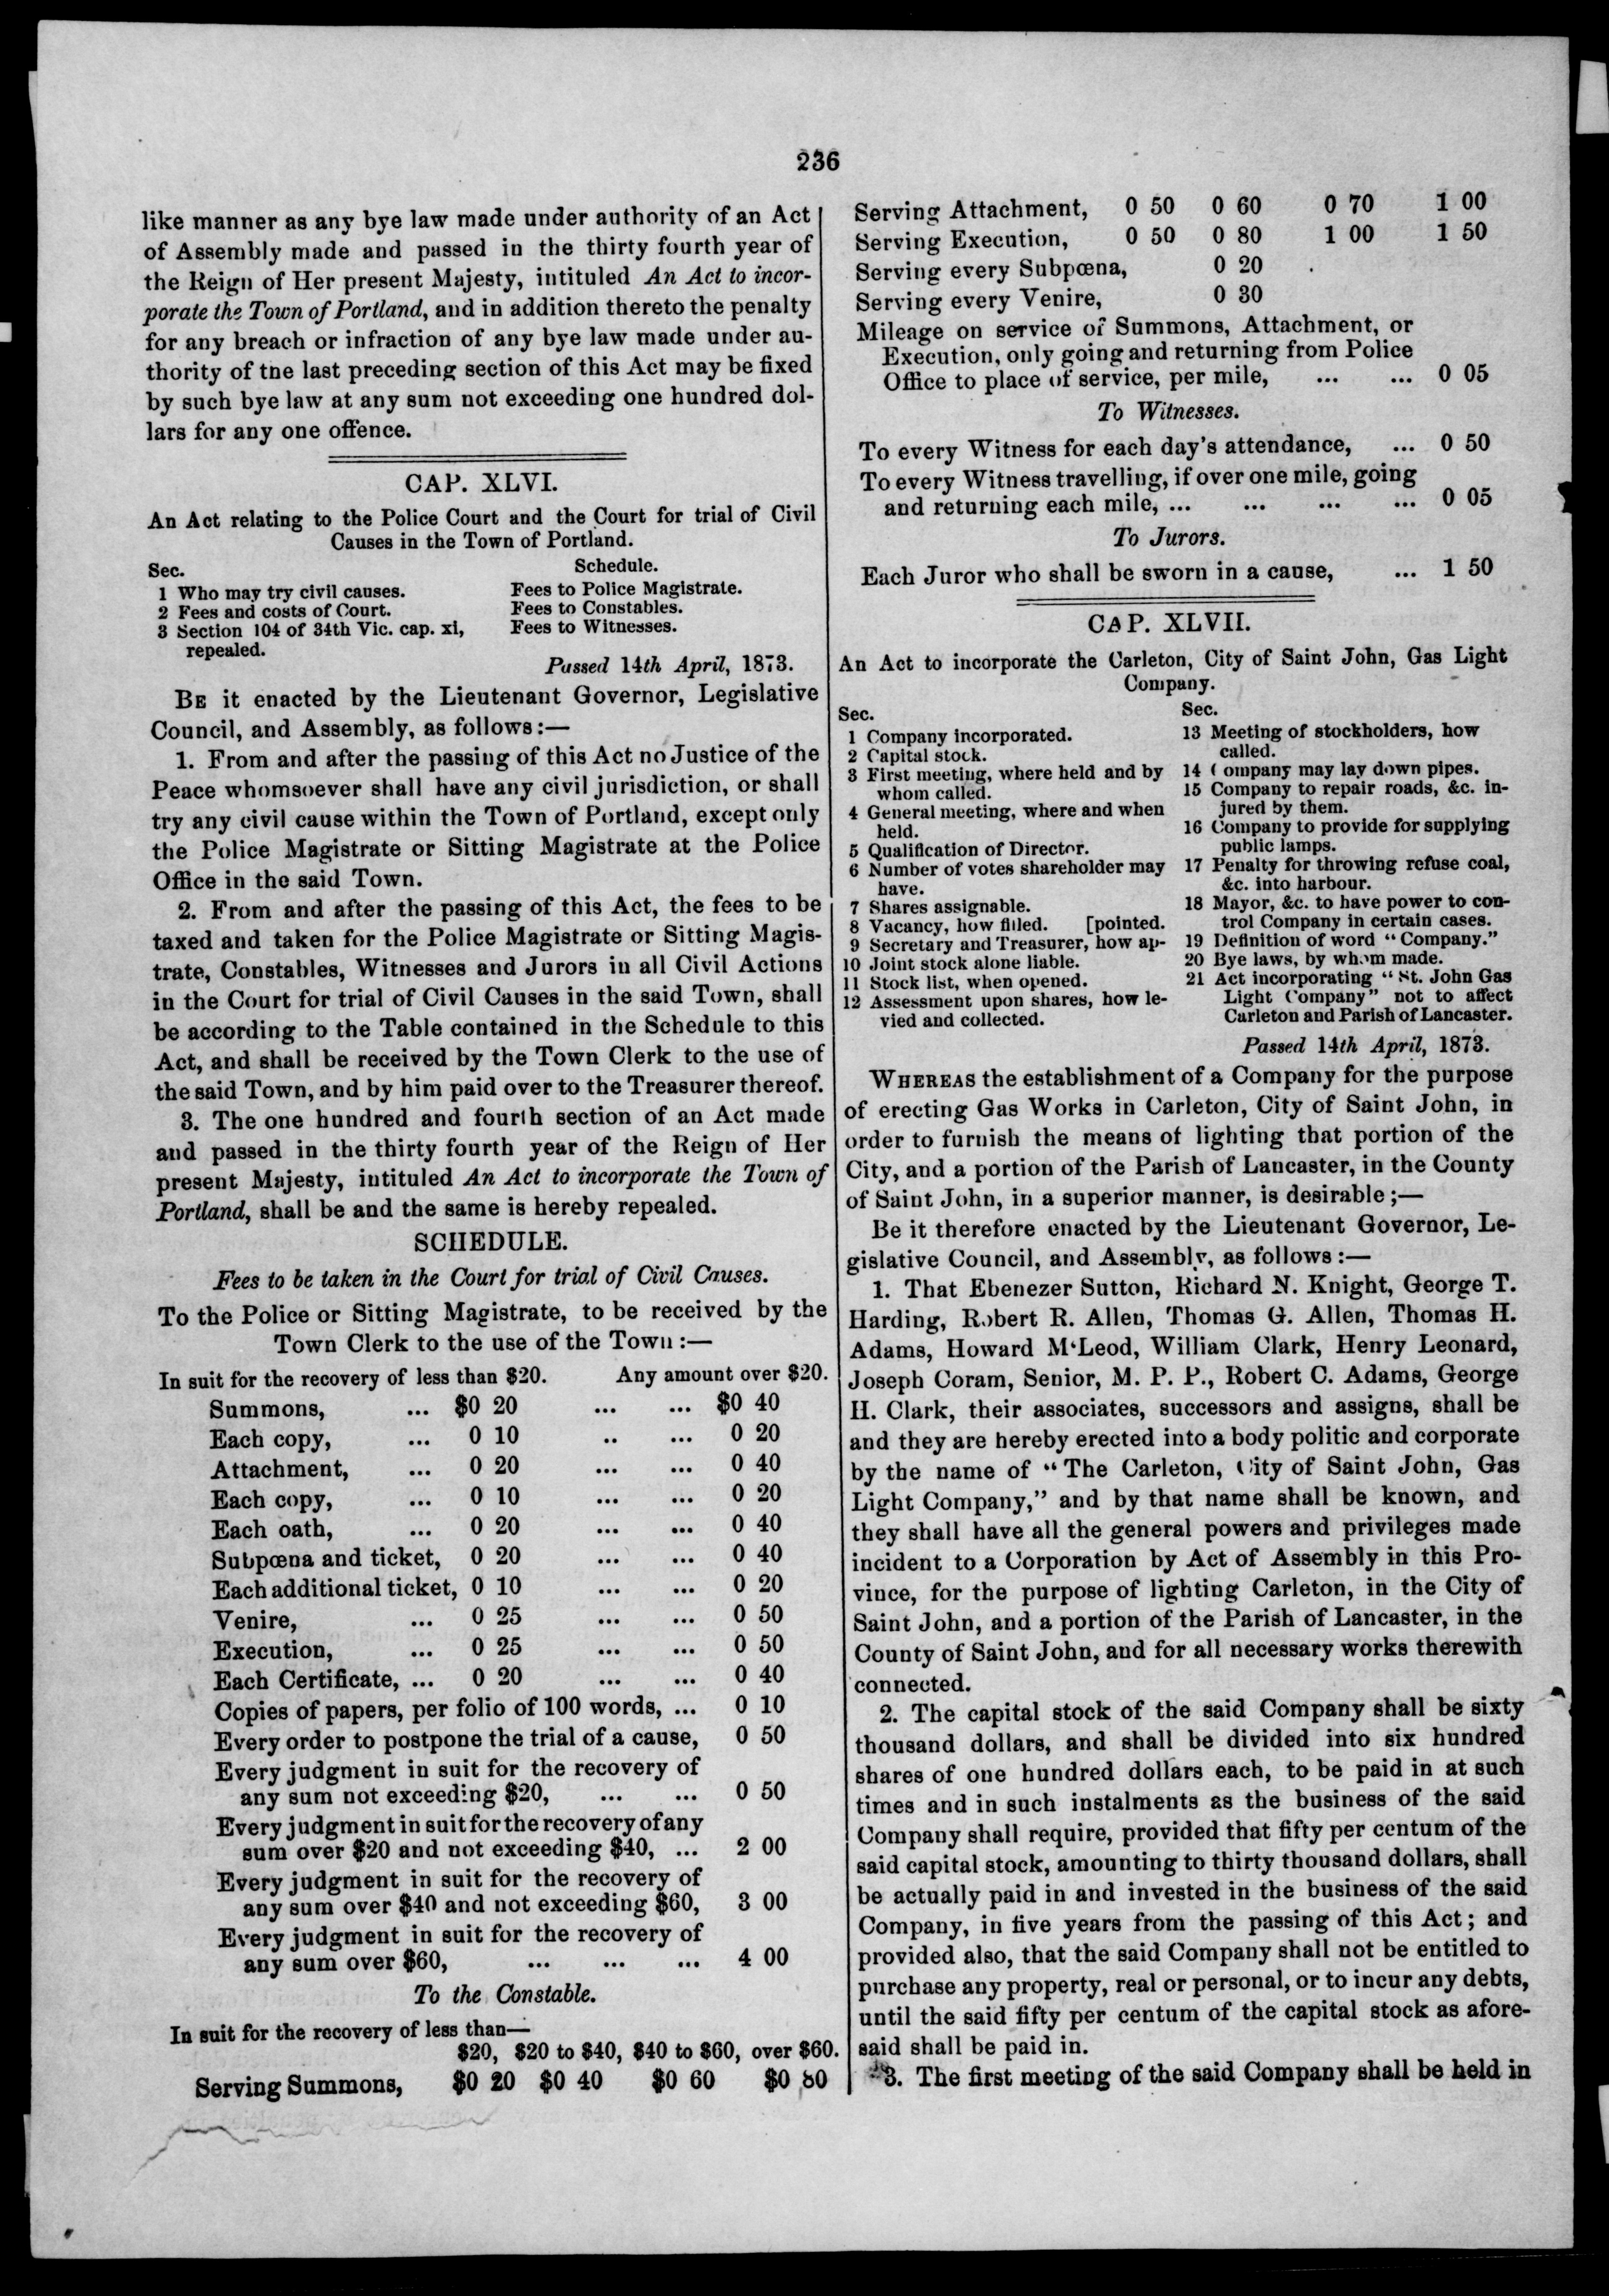 236
like manner as any bye law made under authority of an Act
of Assembly made and passed in the thirty fourth year of
the Reign of Her present Majesty, intituled An Act to incor-
porate the Town of Portland, and in addition thereto the penalty
for any breach or infraction of any bye law made under au-
thority of the last preceding section of this Act may be fixed
by such bye law at any sum not exceeding one hundred dol-
lars for any one offence.
CAP. XLVI.
An Act relating to the Police Court and the Court for trial of Civil
Causes in the Town of Portland.
Sec.
1 Who may try civil causes.
2 Fees and costs of Court.
3 Section 104 of 34th Vic. cap. xi,
repealed.
Schedule.
Fees to Police Magistrate.
Fees to Constables.
Fees to Witnesses.
Passed 14th April, 1873.
BE it enacted by the Lieutenant Governor, Legislative
Council, and Assembly, as follows:—
1. From and after the passing of this Act no Justice of the
Peace whomsoever shall have any civil jurisdiction, or shall
try any civil cause within the Town of Portland, except only
the Police Magistrate or Sitting Magistrate at the Police
Office in the said Town.
2. From and after the passing of this Act, the fees to be
taxed and taken for the Police Magistrate or Sitting Magis-
trate, Constables, Witnesses and Jurors in all Civil Actions
in the Court for trial of Civil Causes in the said Town, shall
be according to the Table contained in the Schedule to this
Act, and shall be received by the Town Clerk to the use of
the said Town, and by him paid over to the Treasurer thereof.
3. The one hundred and fourth section of an Act made
and passed in the thirty fourth year of the Reign of Her
present Majesty, intituled An Act to incorporate the Town of
Portland, shall be and the same is hereby repealed.
SCHEDULE.
Fees to be taken in the Court for trial of Civil Causes.
To the Police or Sitting Magistrate, to be received by the
Town Clerk to the use of the Town:—
In suit for the recovery of less than $20. Any amount over $20.
Summons, ... $0 20 ... ... $0 40
Each copy, ... 0 10 .. ... 0 20
Attachment, ... 0 20 ... ... 0 40
Each copy, ... 0 10 ... ... 0 20
Each oath, ... 0 20 ... ... 0 40
Subpœna and ticket, 0 20 ... ... 0 40
Each additional ticket, 0 10 ... ... 0 20
Venire, ... 0 25 ... ... 0 50
Execution, ... 0 25 ... ... 0 50
Each Certificate, ... 0 20 ... ... 0 40
Copies of papers, per folio of 100 words, ... 0 10
Every order to postpone the trial of a cause, 0 50
Every judgment in suit for the recovery of
any sum not exceeding $20, ... ... 0 50
Every judgment in suit for the recovery of any
sum over $20 and not exceeding $40, ... 2 00
Every judgment in suit for the recovery of
any sum over $40 and not exceeding $60, 3 00
Every judgment in suit for the recovery of
any sum over $60, ... ... ... 4 00
To the Constable.
In suit for the recovery of less than—
$20, $20 to $40, $40 to $60, over $60.
Serving Summons, $0 20 $0 40 $0 60 $0 80
Serving Attachment, 0 50 0 60 0 70 1 00
Serving Execution, 0 50 0 80 1 00 1 50
Serving every Subpœna, 0 20
Serving every Venire, 0 30
Mileage on service of Summons, Attachment, or
Execution, only going and returning from Police
Office to place of service, per mile, ... ... 0 05
To Witnesses.
To every Witness for each day's attendance, ... 0 50
To every Witness travelling, if over one mile, going
and returning each mile, ... ... ... ... 0 05
To Jurors.
Each Juror who shall be sworn in a cause, ... 1 50
CAP. XLVII.
An Act to incorporate the Carleton, City of Saint John, Gas Light
Company.
Sec.
1 Company incorporated.
2 Capital stock.
3 First meeting, where held and by
whom called.
4 General meeting, where and when
held.
5 Qualification of Director.
6 Number of votes shareholder may
have.
7 Shares assignable.
8 Vacancy, how filled. [pointed.
9 Secretary and Treasurer, how ap-
10 Joint stock alone liable.
11 Stock list, when opened.
12 Assessment upon shares, how le-
vied and collected.
Sec.
13 Meeting of stockholders, how
called.
14 Company may lay down pipes.
15 Company to repair roads, &c. in-
jured by them.
16 Company to provide for supplying
public lamps.
17 Penalty for throwing refuse coal,
&c. into harbour.
18 Mayor, &c. to have power to con-
trol Company in certain cases.
19 Definition of word "Company."
20 Bye laws, by whom made.
21 Act incorporating "St. John Gas
Light Company" not to affect
Carleton and Parish of Lancaster.
Passed 14th April, 1873.
WHEREAS the establishment of a Company for the purpose
of erecting Gas Works in Carleton, City of Saint John, in
order to furnish the means of lighting that portion of the
City, and a portion of the Parish of Lancaster, in the County
of Saint John, in a superior manner, is desirable;—
Be it therefore enacted by the Lieutenant Governor, Le-
gislative Council, and Assembly, as follows:—
1. That Ebenezer Sutton, Richard N. Knight, George T.
Harding, Robert R. Allen, Thomas G. Allen, Thomas H.
Adams, Howard M'Leod, William Clark, Henry Leonard,
Joseph Coram, Senior, M. P. P., Robert C. Adams, George
H. Clark, their associates, successors and assigns, shall be
and they are hereby erected into a body politic and corporate
by the name of "The Carleton, City of Saint John, Gas
Light Company," and by that name shall be known, and
they shall have all the general powers and privileges made
incident to a Corporation by Act of Assembly in this Pro-
vince, for the purpose of lighting Carleton, in the City of
Saint John, and a portion of the Parish of Lancaster, in the
County of Saint John, and for all necessary works therewith
connected.
2. The capital stock of the said Company shall be sixty
thousand dollars, and shall be divided into six hundred
shares of one hundred dollars each, to be paid in at such
times and in such instalments as the business of the said
Company shall require, provided that fifty per centum of the
said capital stock, amounting to thirty thousand dollars, shall
be actually paid in and invested in the business of the said
Company, in five years from the passing of this Act; and
provided also, that the said Company shall not be entitled to
purchase any property, real or personal, or to incur any debts,
until the said fifty per centum of the capital stock as afore-
said shall be paid in.
3. The first meeting of the said Company shall be held in